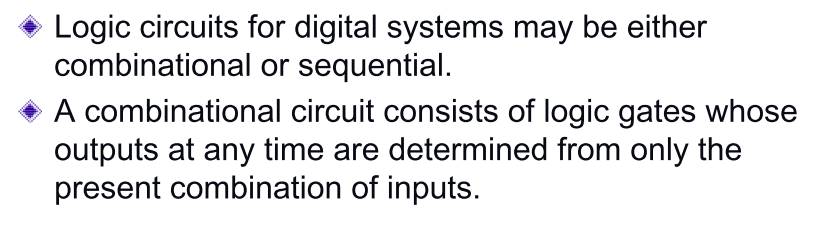 Logic circuits for digital systems may be either
combinational or sequential.
A combinational circuit consists of logic gates whose
outputs at any time are determined from only the
present combination of inputs.